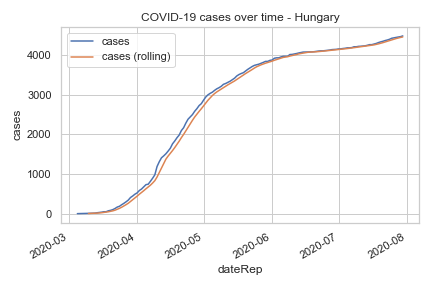 COVID-19 cases over time - Hungary
cases
cases (rolling)
4000
3000
2000
1000
0
cases
2020-03
2020-04
2020-05
2020-06
2020-07
2020-08
dateRep